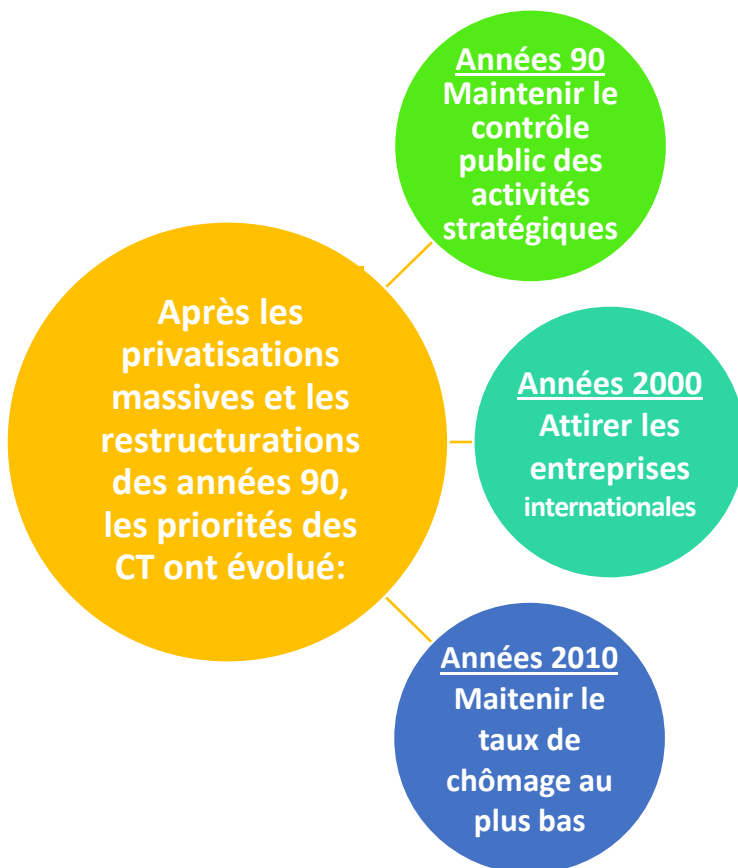 Années 90
Maintenir le
contrôle
public des
activités
stratégiques
Après les
privatisations
massives et les
restructurations
des années 90,
les priorités des
CT ont évolué:
Années 2000
Attirer les
entreprises
internationales
Années 2010
Maitenir le
taux de
chômage au
plus bas